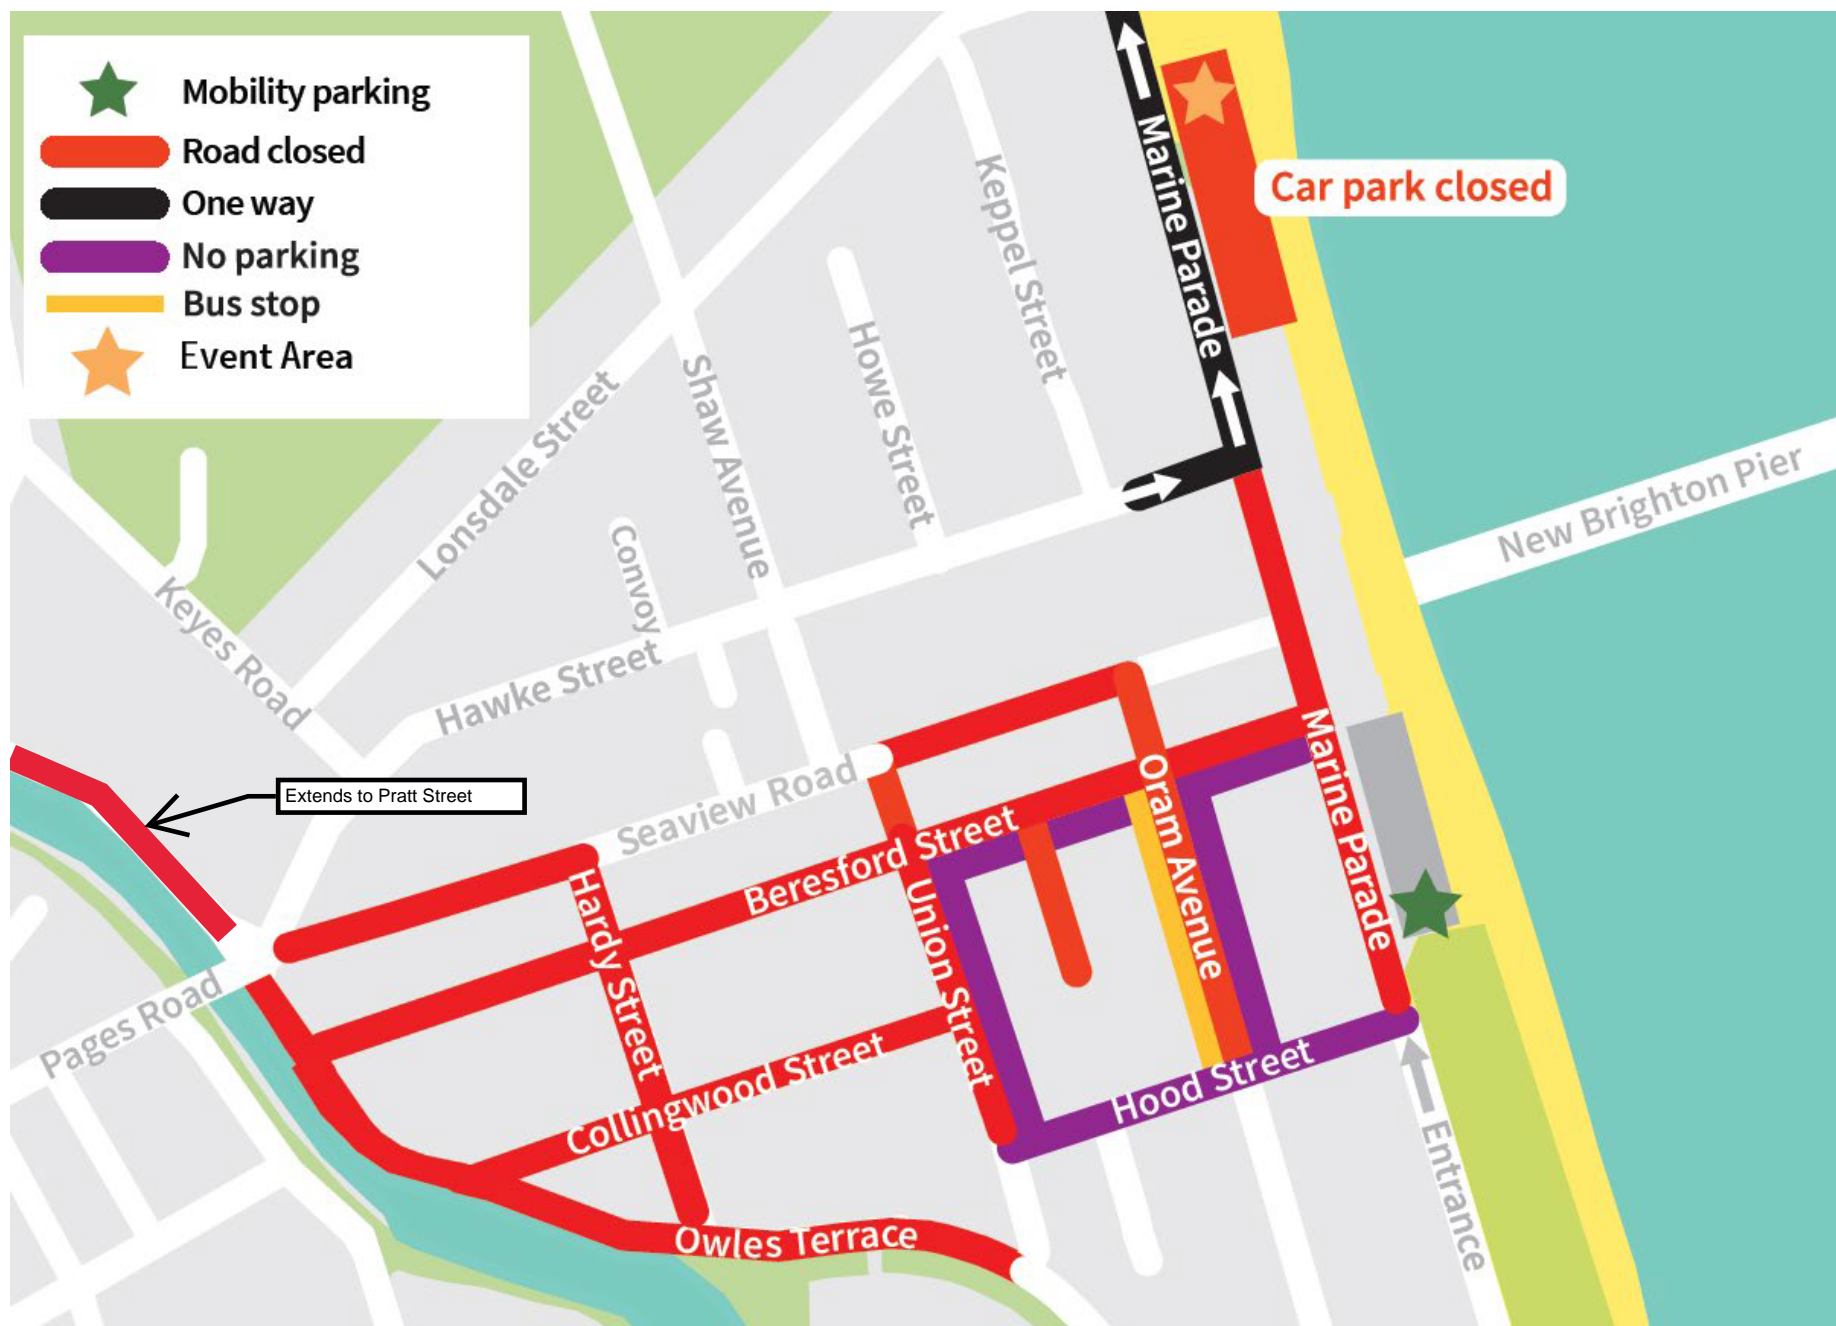 Mobility parking
Road closed
One way
No parking
Bus stop
Event Area
Marine Parade
Car park closed
Keppel Street
Howe Street
Shaw Avenue
Lonsdale Street
New Brighton Pier
Convoy
Keyes Road
Hawke Street
Extends to Pratt Street
Seaview Road
Marine Parade
Oram Avenue
Beresford Street
Hardy Street
Union Street
Pages Road
Collingwood Street
Hood Street
Entrance
Owles Terrace